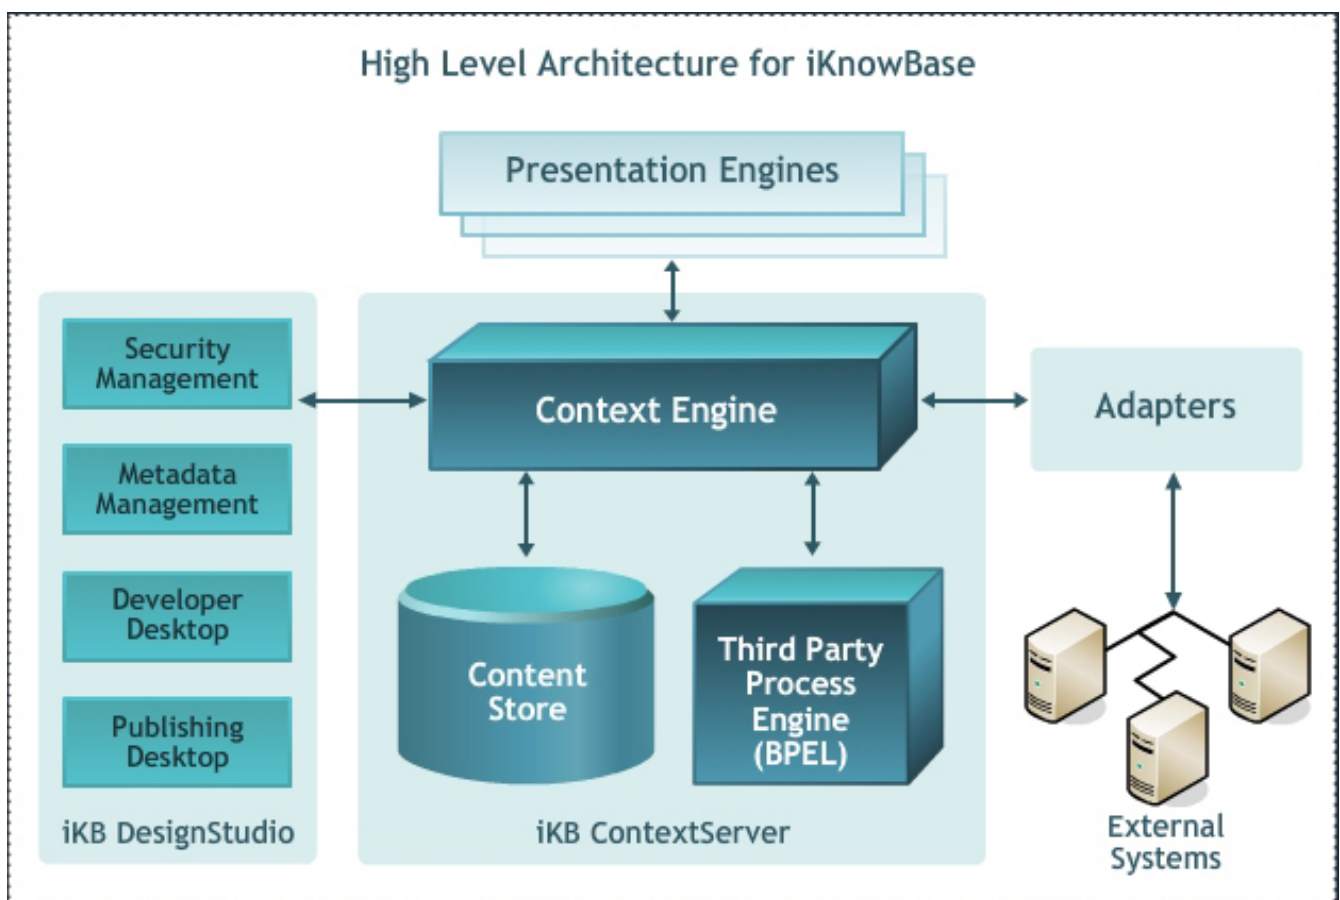 High Level Architecture for iKnowBase
Presentation Engines
Security
Management
Metadata
Management
Developer
Desktop
Publishing
Desktop
iKB DesignStudio
Context Engine
Content
Store
Third Party
Process
Engine
(BPEL)
iKB ContextServer
Adapters
External
Systems